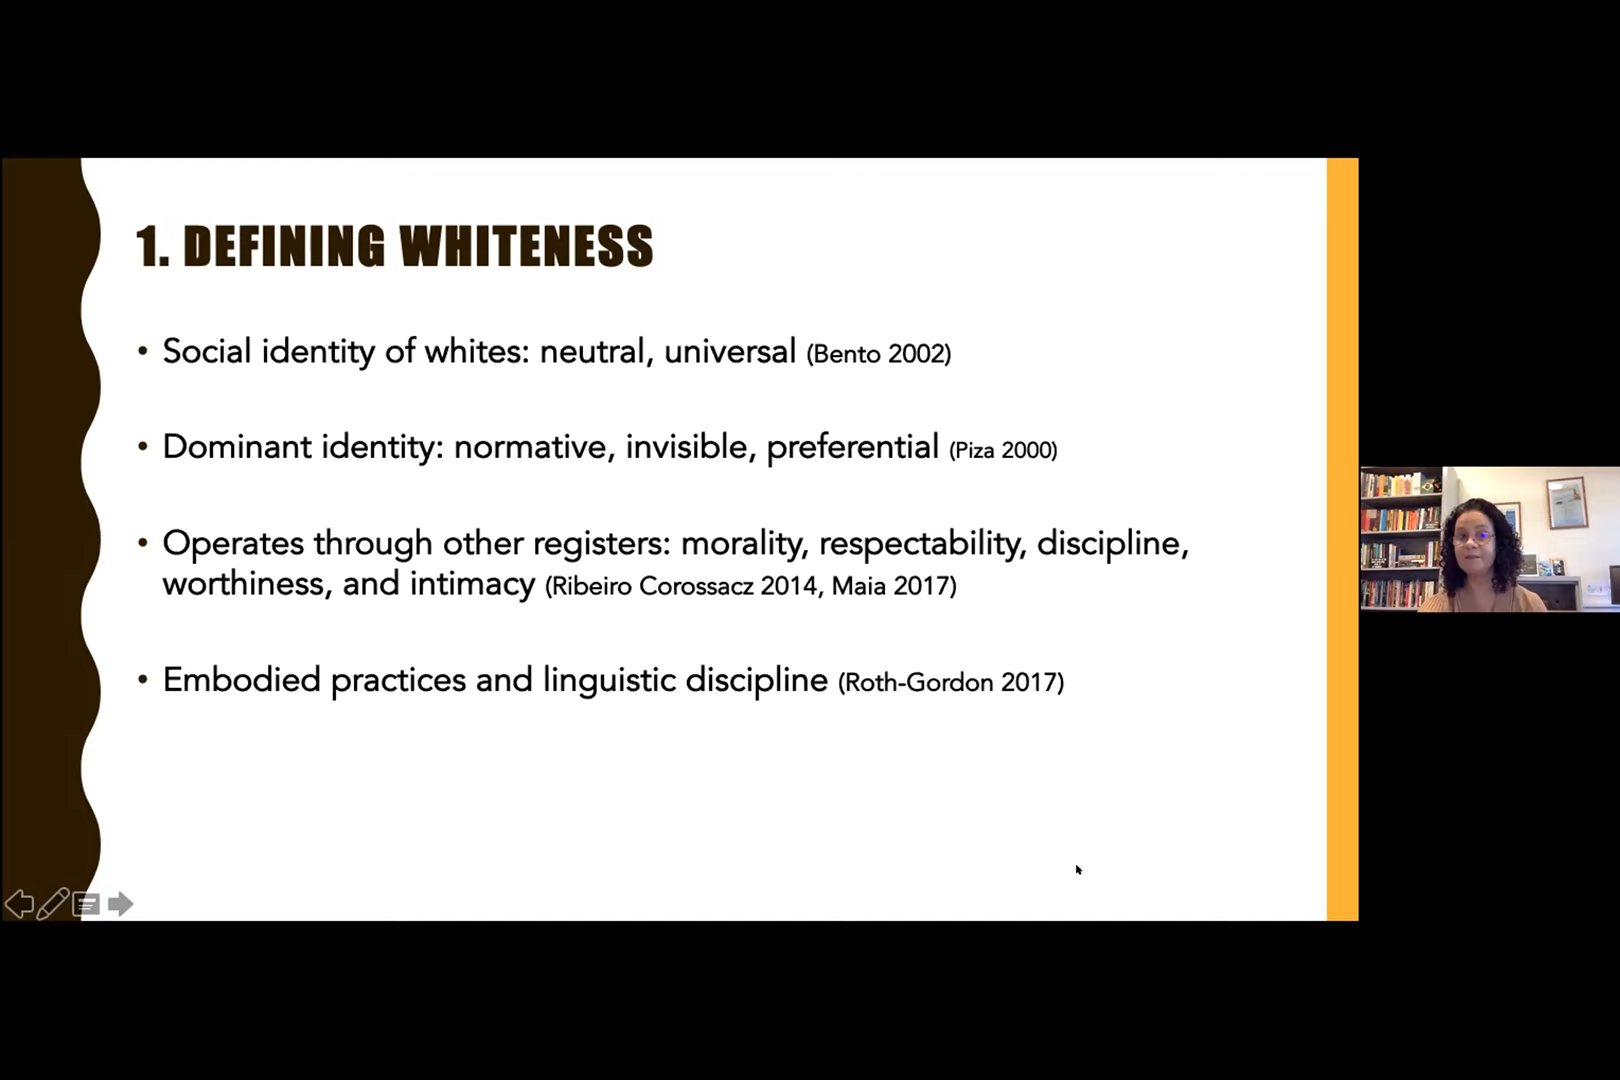 1. DEFINING WHITENESS
• Social identity of whites: neutral, universal (Bento 2002)
• Dominant identity: normative, invisible, preferential (Piza 2000)
• Operates through other registers: morality, respectability, discipline,
worthiness, and intimacy (Ribeiro Corossacz 2014, Maia 2017)
• Embodied practices and linguistic discipline (Roth-Gordon 2017)